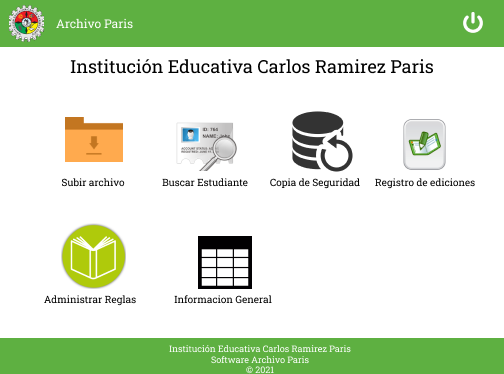 Archivo Paris
Institución Educativa Carlos Ramirez Paris
ID: 764
NAME: John
Subir archivo
Buscar Estudiante
Copia de Seguridad
Registro de ediciones
Administrar Reglas
Informacion General
Institución Educativa Carlos Ramirez Paris
Software Archivo Paris
© 2021